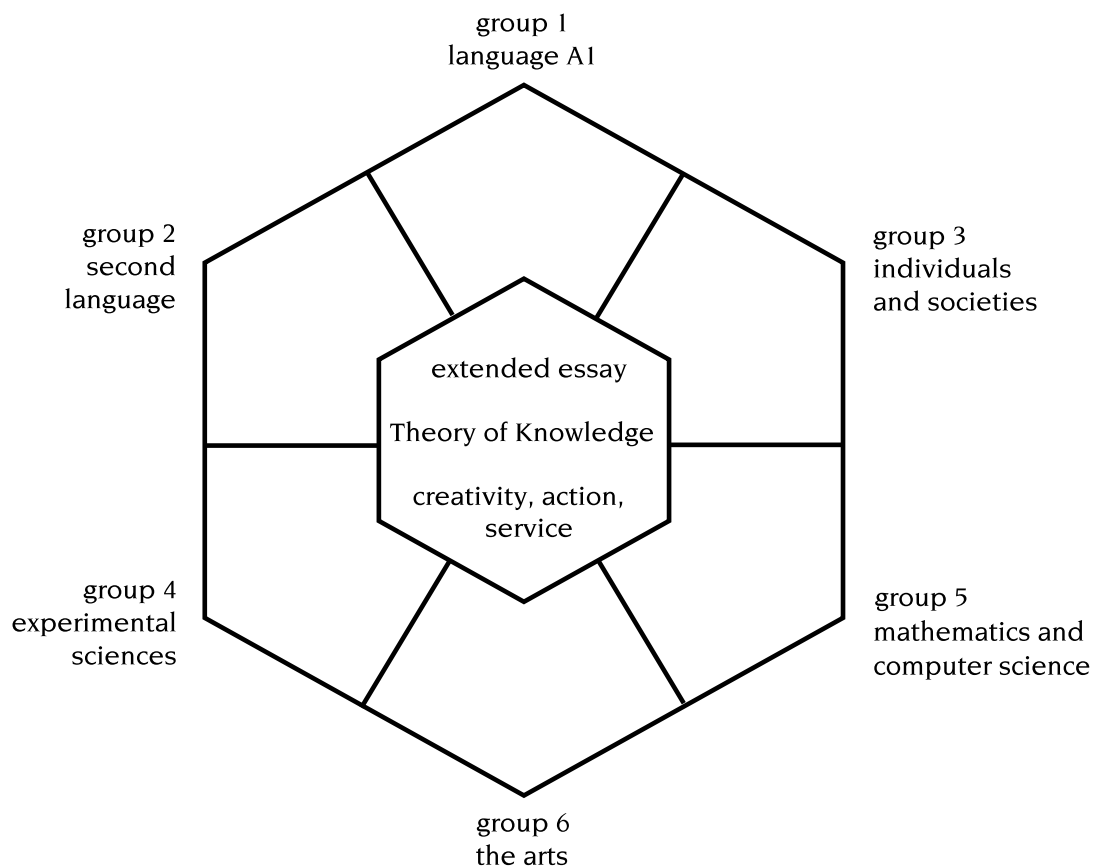 group 1
language A1
group 2
second
language
group 3
individuals
and societies
extended essay
Theory of Knowledge
creativity, action,
service
group 4
experimental
sciences
group 5
mathematics and
computer science
group 6
the arts